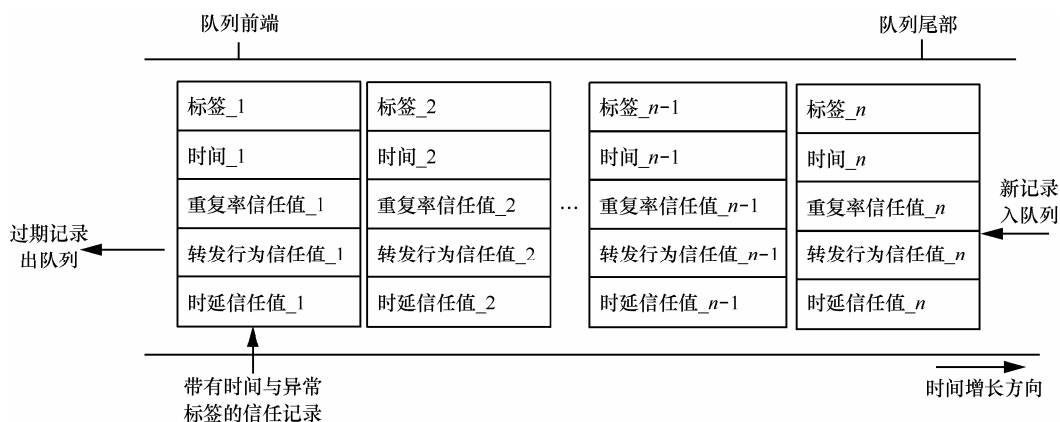 队列前端
队列尾部
标签_1
时间_1
重复率信任值_1
转发行为信任值_1
时延信任值_1
标签_2
时间_2
重复率信任值_2
转发行为信任值_2
时延信任值_2
…
标签_n-1
时间_n-1
重复率信任值_n-1
转发行为信任值_n-1
时延信任值_n-1
标签_n
时间_n
重复率信任值_n
转发行为信任值_n
时延信任值_n
新记录
入队列
过期记录
出队列
带有时间与异常
标签的信任记录
时间增长方向